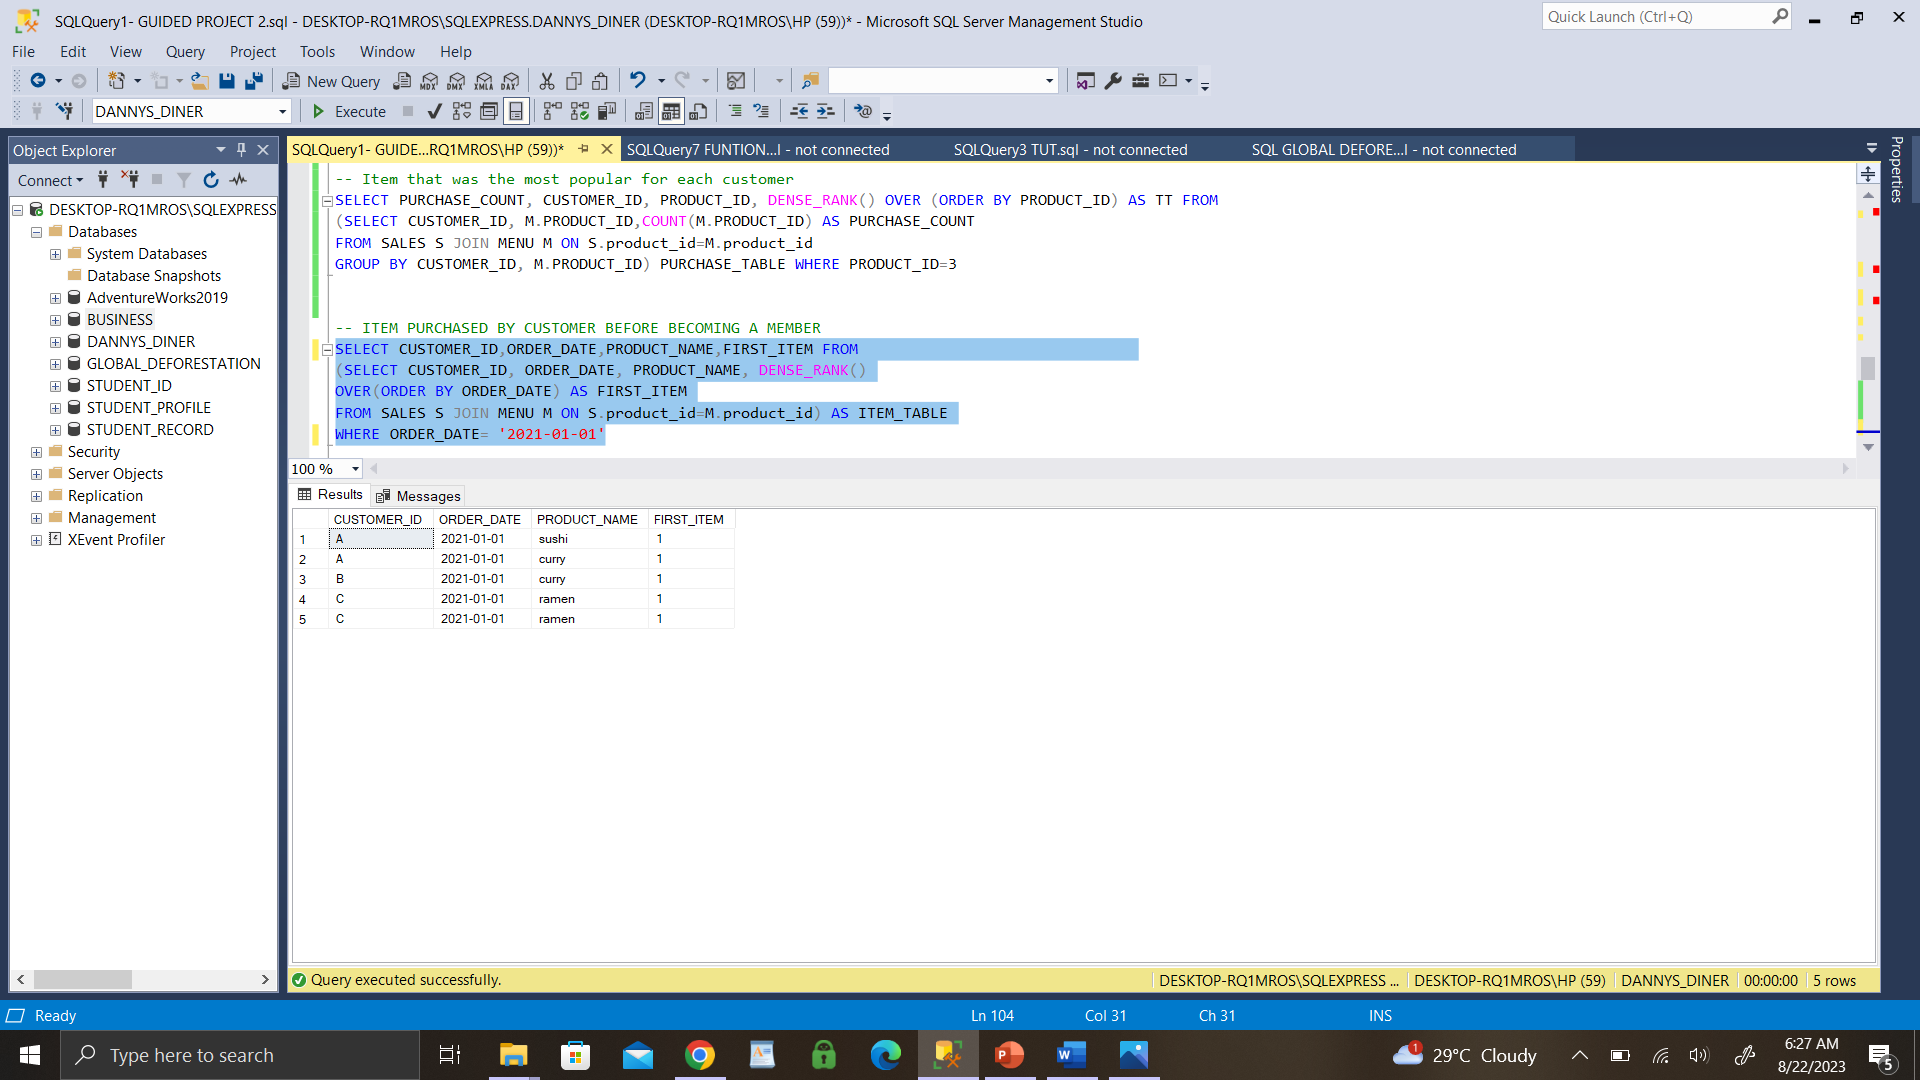 SQLQuery1- GUIDED PROJECT 2.sql - DESKTOP-RQ1MROS\SQLEXPRESS.DANNYS_DINER (DESKTOP-RQ1MROS\HP (59))* - Microsoft SQL Server Management Studio
Quick Launch (Ctrl+Q)
File Edit View Query Project Tools Window Help
New Query
MDX DMX XMLA DAX
DANNYS_DINER
Execute
Object Explorer
SQLQuery1- GUIDE...RQ1MROS\HP (59))*
SQLQuery7 FUNTION...l - not connected
SQLQuery3 TUT.sql - not connected
SQL GLOBAL DEFORE...l - not connected
Properties
Connect
DESKTOP-RQ1MROS\SQLEXPRESS
Databases
System Databases
Database Snapshots
AdventureWorks2019
BUSINESS
DANNYS_DINER
GLOBAL_DEFORESTATION
STUDENT_ID
STUDENT_PROFILE
STUDENT_RECORD
Security
Server Objects
Replication
Management
XEvent Profiler
-- Item that was the most popular for each customer
SELECT PURCHASE_COUNT, CUSTOMER_ID, PRODUCT_ID, DENSE_RANK() OVER (ORDER BY PRODUCT_ID) AS TT FROM
(SELECT CUSTOMER_ID, M.PRODUCT_ID,COUNT(M.PRODUCT_ID) AS PURCHASE_COUNT
FROM SALES S JOIN MENU M ON S.product_id=M.product_id
GROUP BY CUSTOMER_ID, M.PRODUCT_ID) PURCHASE_TABLE WHERE PRODUCT_ID=3
-- ITEM PURCHASED BY CUSTOMER BEFORE BECOMING A MEMBER
SELECT CUSTOMER_ID,ORDER_DATE,PRODUCT_NAME,FIRST_ITEM FROM
(SELECT CUSTOMER_ID, ORDER_DATE, PRODUCT_NAME, DENSE_RANK()
OVER(ORDER BY ORDER_DATE) AS FIRST_ITEM
FROM SALES S JOIN MENU M ON S.product_id=M.product_id) AS ITEM_TABLE
WHERE ORDER_DATE= '2021-01-01'
100 %
Results Messages
CUSTOMER_ID ORDER_DATE PRODUCT_NAME FIRST_ITEM
1 A 2021-01-01 sushi 1
2 A 2021-01-01 curry 1
3 B 2021-01-01 curry 1
4 C 2021-01-01 ramen 1
5 C 2021-01-01 ramen 1
Query executed successfully.
DESKTOP-RQ1MROS\SQLEXPRESS ... DESKTOP-RQ1MROS\HP (59) DANNYS_DINER 00:00:00 5 rows
Ready
Ln 104 Col 31 Ch 31 INS
Type here to search
1
29°C Cloudy
6:27 AM
8/22/2023
5